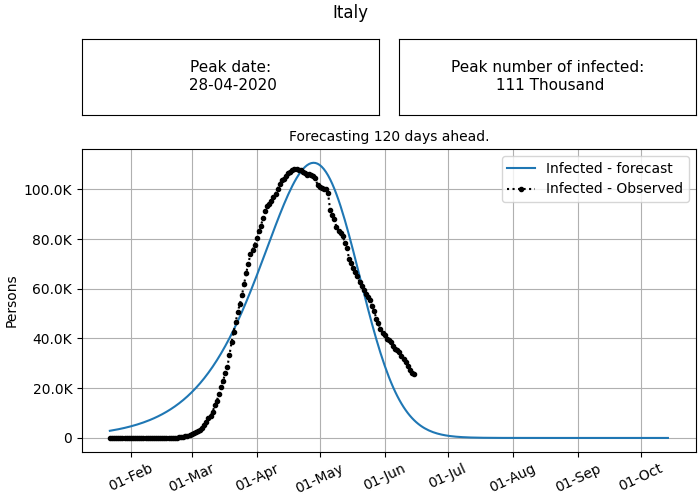 Italy
Peak date:
28-04-2020
Peak number of infected:
111 Thousand
Forecasting 120 days ahead.
Infected - forecast
Infected - Observed
Persons
100.0K
80.0K
60.0K
40.0K
20.0K
0
01-Feb
01-Mar
01-Apr
01-May
01-Jun
01-Jul
01-Aug
01-Sep
01-Oct